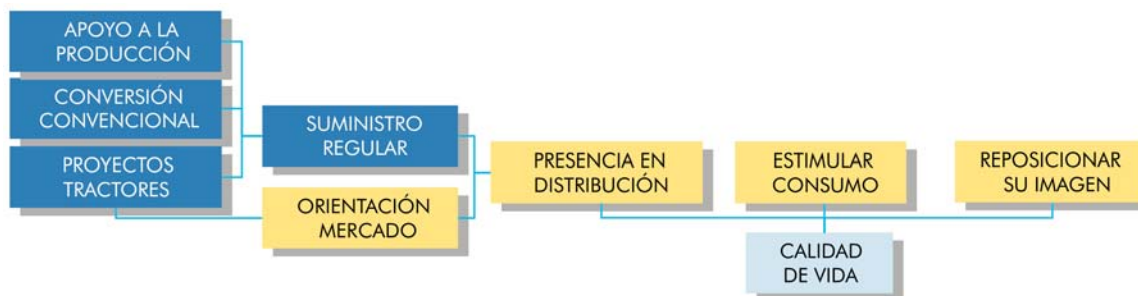 APOYO A LA
PRODUCCIÓN
CONVERSIÓN
CONVENCIONAL
PROYECTOS
TRACTORES
SUMINISTRO
REGULAR
ORIENTACIÓN
MERCADO
PRESENCIA EN
DISTRIBUCIÓN
ESTIMULAR
CONSUMO
REPOSICIONAR
SU IMAGEN
CALIDAD
DE VIDA